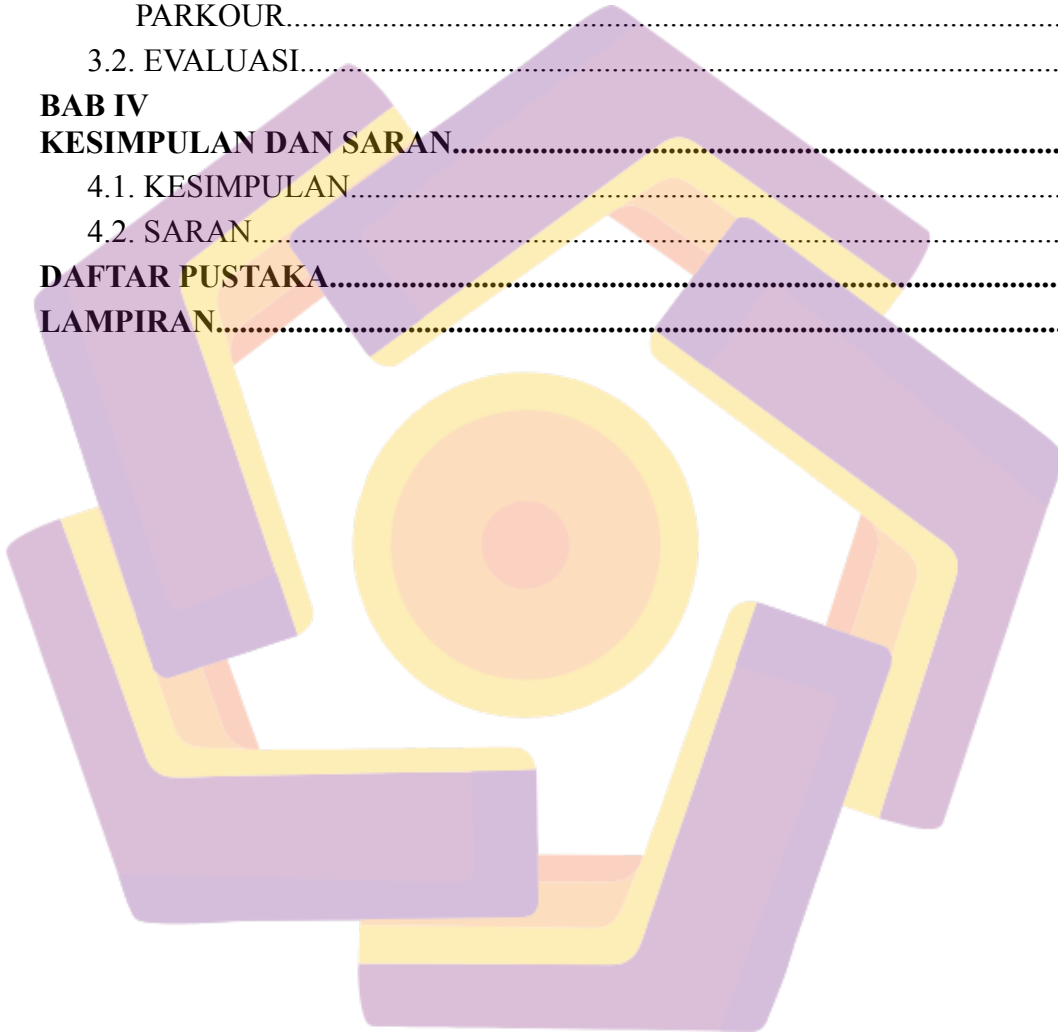 PARKOUR........................................................................................................
3.2. EVALUASI......................................................................................................
BAB IV
KESIMPULAN DAN SARAN.....................................................................................
4.1. KESIMPULAN...............................................................................................
4.2. SARAN............................................................................................................
DAFTAR PUSTAKA....................................................................................................
LAMPIRAN....................................................................................................................